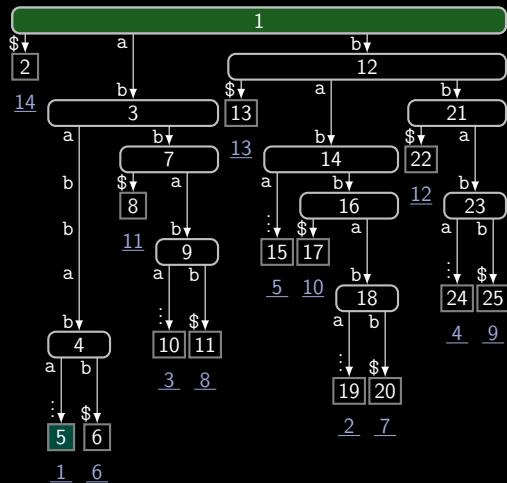 1
$ a b
2 12
14 b $ a b
3 13 21
a b 13 $ a
7 14 22
b $ a a b 12 b
8 16 23
b 11 b ⋮ $ a a b
9 15 17 ⋮ $
a a b 5 10 b 24 25
b ⋮ $ 18 4 9
4 10 11 a b
a b 3 8 ⋮ $
⋮ $ 19 20
5 6 2 7
1 6